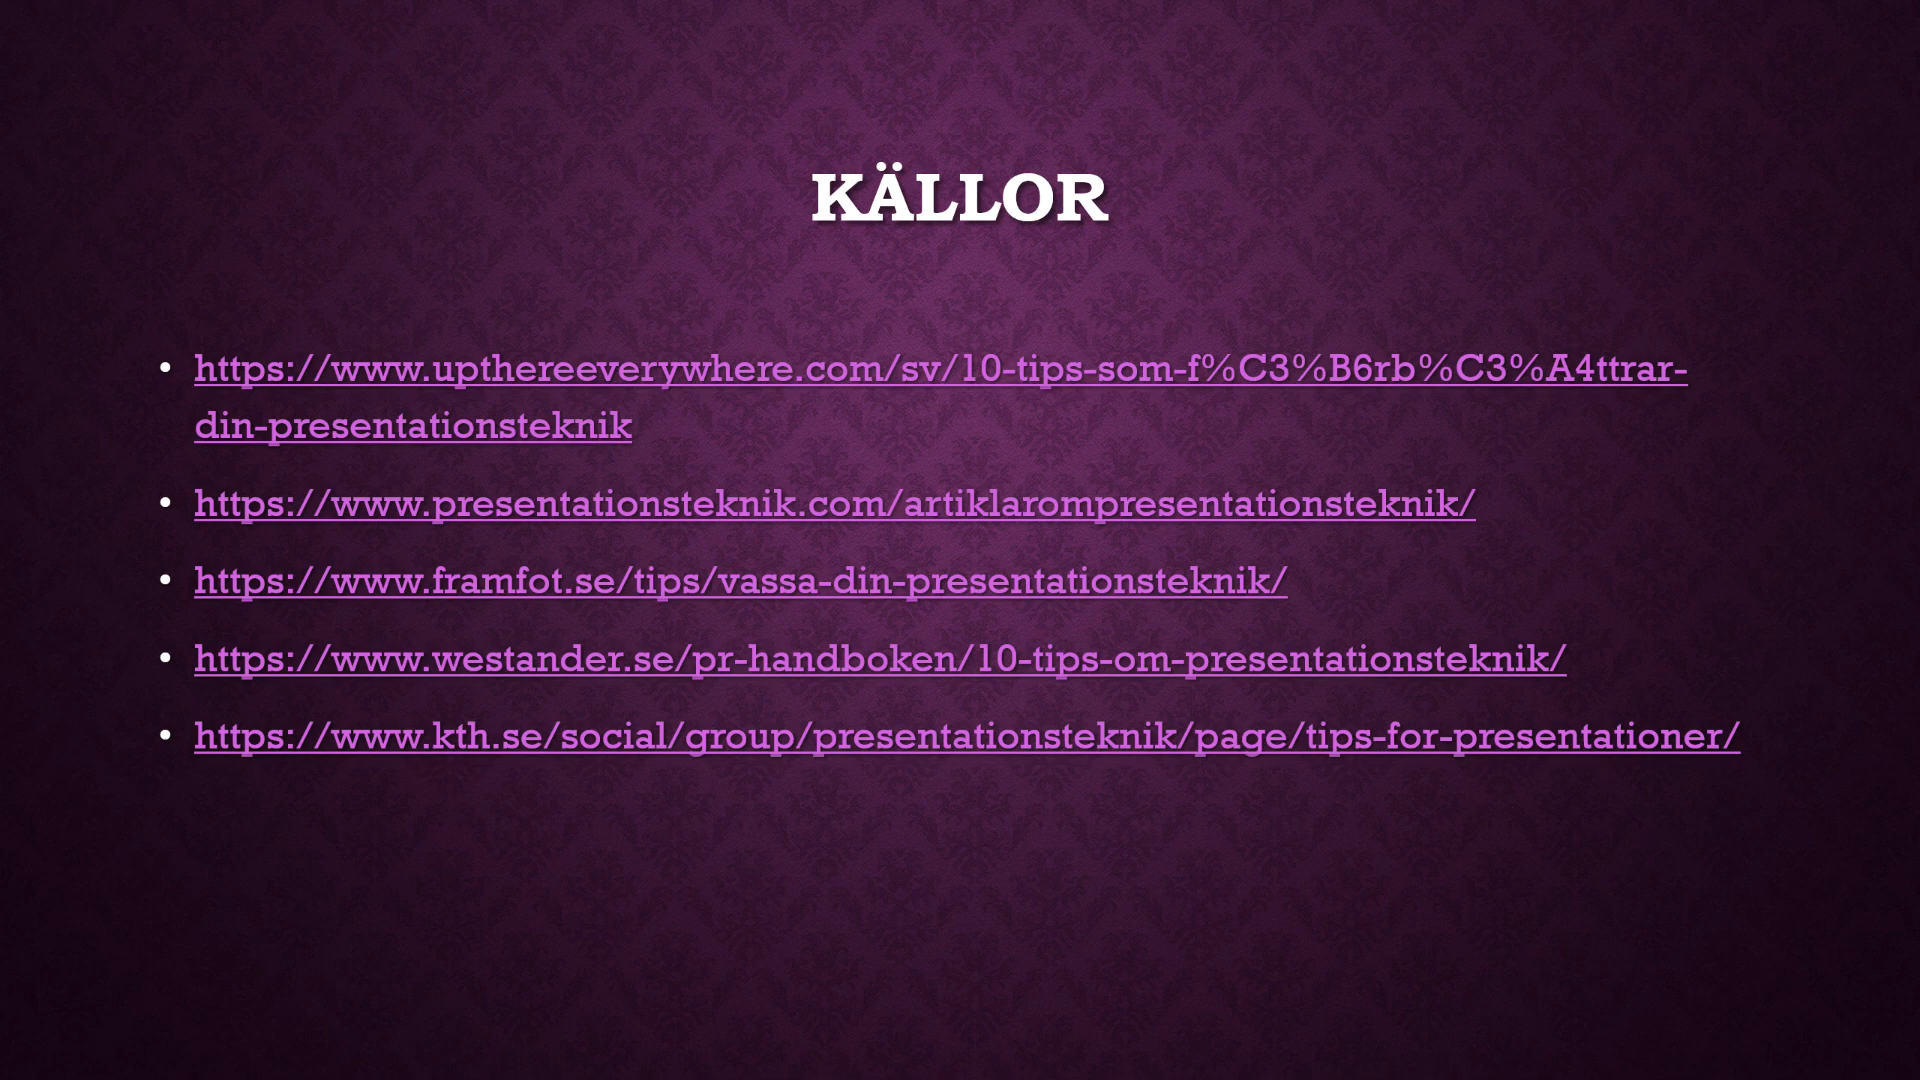 KÄLLOR
• https://www.upthereeverywhere.com/sv/10-tips-som-f%C3%B6rb%C3%A4ttrar-
din-presentationsteknik
• https://www.presentationsteknik.com/artiklarompresentationsteknik/
• https://www.framfot.se/tips/vassa-din-presentationsteknik/
• https://www.westander.se/pr-handboken/10-tips-om-presentationsteknik/
• https://www.kth.se/social/group/presentationsteknik/page/tips-for-presentationer/